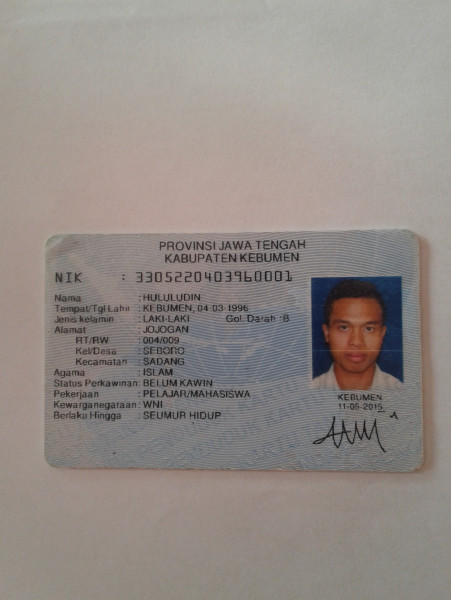 PROVINSI JAWA TENGAH
KABUPATEN KEBUMEN
NIK : 3305220403960001
Nama : HULULUDIN
Tempat/Tgl Lahir : KEBUMEN, 04-03-1996
Jenis kelamin : LAKI-LAKI Gol. Darah :B
Alamat : JOJOGAN
RT/RW : 004/009
Kel/Desa : SEBORO
Kecamatan : SADANG
Agama : ISLAM
Status Perkawinan: BELUM KAWIN
Pekerjaan : PELAJAR/MAHASISWA
Kewarganegaraan: WNI
Berlaku Hingga : SEUMUR HIDUP
KEBUMEN
11-05-2015